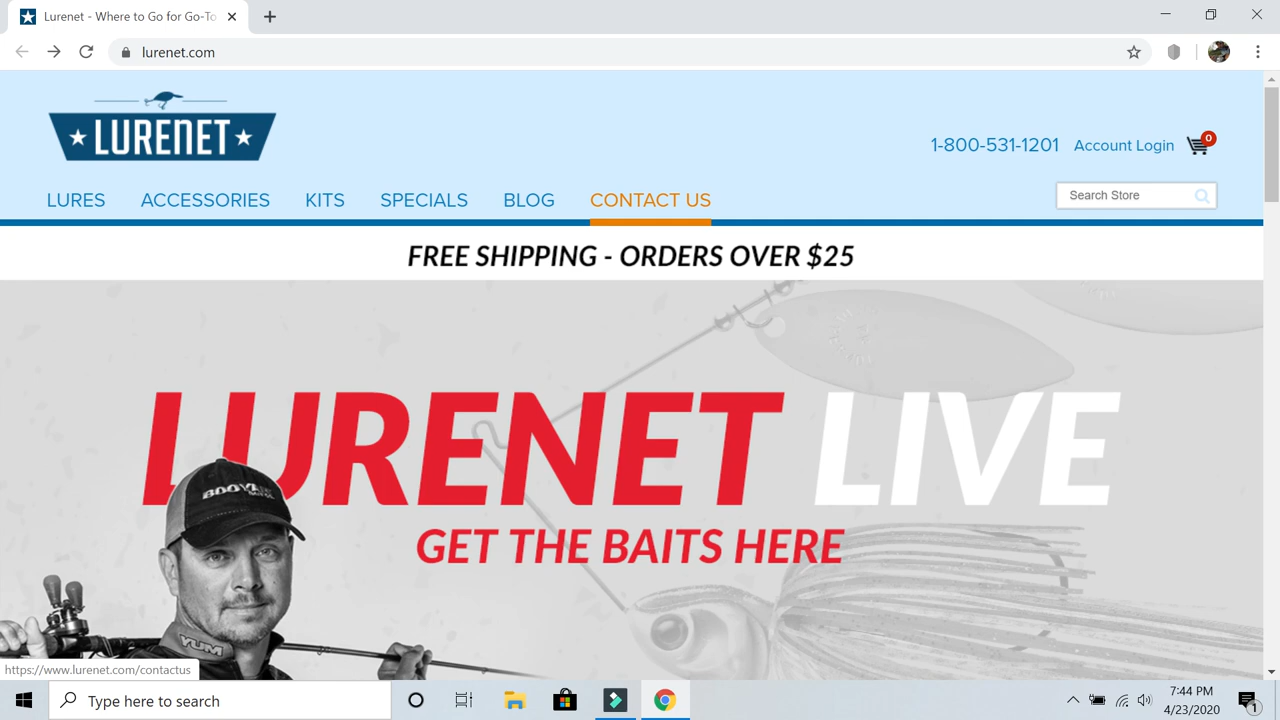 Lurenet - Where to Go for Go-To
lurenet.com
LURENET
1-800-531-1201 Account Login 0
LURES ACCESSORIES KITS SPECIALS BLOG CONTACT US Search Store
FREE SHIPPING - ORDERS OVER $25
LURENET LIVE
GET THE BAITS HERE
YUM
https://www.lurenet.com/contactus
Type here to search
7:44 PM
4/23/2020
1